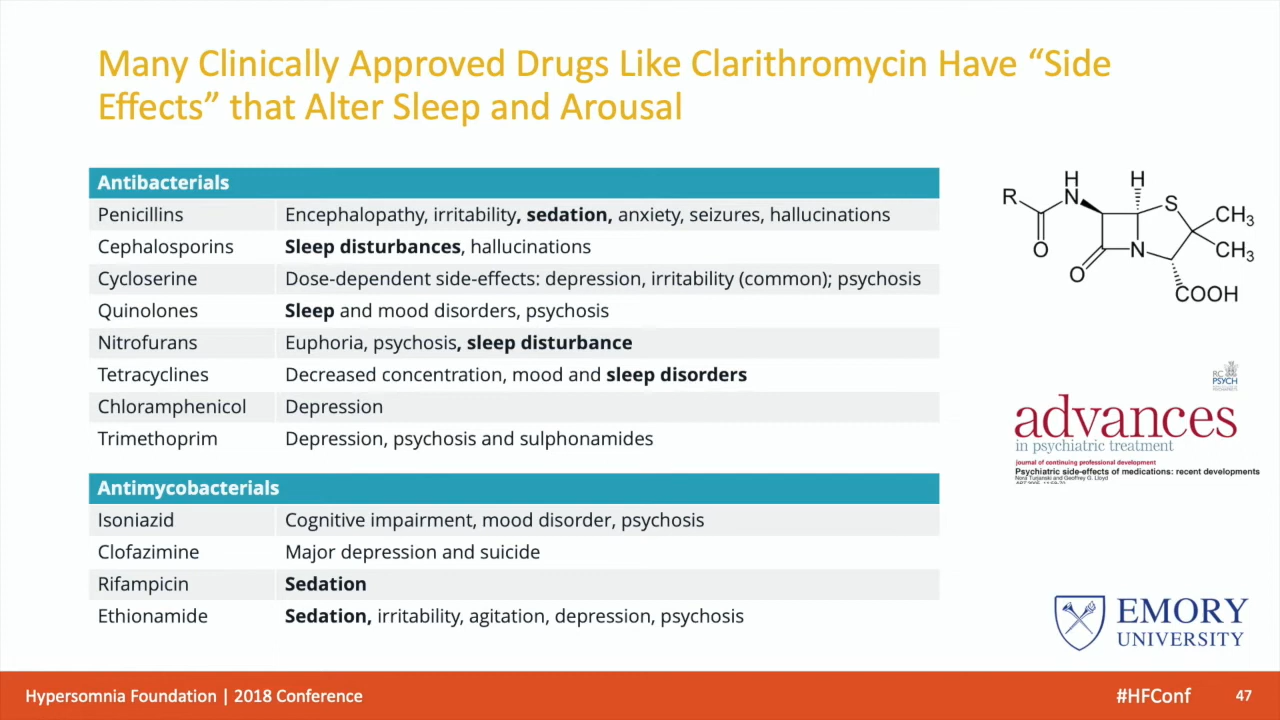 Many Clinically Approved Drugs Like Clarithromycin Have “Side
Effects” that Alter Sleep and Arousal
Antibacterials
Penicillins Encephalopathy, irritability, sedation, anxiety, seizures, hallucinations
Cephalosporins Sleep disturbances, hallucinations
Cycloserine Dose-dependent side-effects: depression, irritability (common); psychosis
Quinolones Sleep and mood disorders, psychosis
Nitrofurans Euphoria, psychosis, sleep disturbance
Tetracyclines Decreased concentration, mood and sleep disorders
Chloramphenicol Depression
Trimethoprim Depression, psychosis and sulphonamides
Antimycobacterials
Isoniazid Cognitive impairment, mood disorder, psychosis
Clofazimine Major depression and suicide
Rifampicin Sedation
Ethionamide Sedation, irritability, agitation, depression, psychosis
H H
R N S CH3
O N CH3
O COOH
RC
PSYCH
advances
in psychiatric treatment
journal of continuing professional development
Psychiatric side-effects of medications: recent developments
Nora Turjanski and Geoffrey G. Lloyd
EMORY
UNIVERSITY
Hypersomnia Foundation | 2018 Conference #HFConf 47